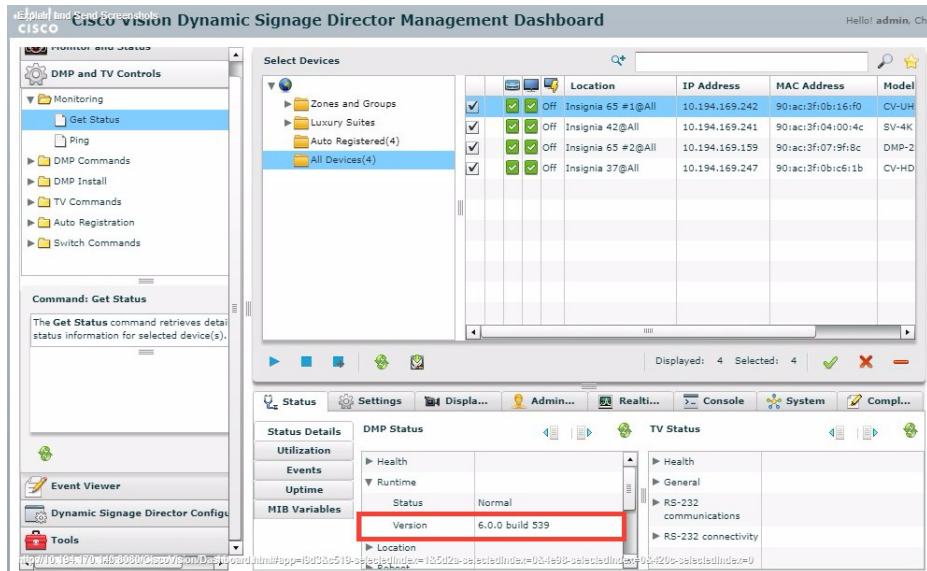 Explain and Send Screenshots
CISCO
Cisco Vision Dynamic Signage Director Management Dashboard
Hello! admin, Ch
Monitor and Status
DMP and TV Controls
Monitoring
Get Status
Ping
DMP Commands
DMP Install
TV Commands
Auto Registration
Switch Commands
Command: Get Status
The Get Status command retrieves detai
status information for selected device(s).
Event Viewer
Dynamic Signage Director Configu
Tools
Select Devices
Zones and Groups
Luxury Suites
Auto Registered(4)
All Devices(4)
Location IP Address MAC Address Model
Off Insignia 65 #1@All 10.194.169.242 90:ac:3f:0b:16:f0 CV-UH
Off Insignia 42@All 10.194.169.241 90:ac:3f:04:00:4c SV-4K
Off Insignia 65 #2@All 10.194.169.159 90:ac:3f:07:9f:8c DMP-2
Off Insignia 37@All 10.194.169.247 90:ac:3f:0b:c6:1b CV-HD
Displayed: 4 Selected: 4
Status Settings Displa... Admin... Realti... Console System Compl...
Status Details
Utilization
Events
Uptime
MIB Variables
DMP Status
Health
Runtime
Status Normal
Version 6.0.0 build 539
Location
Reboot
TV Status
Health
General
RS-232
communications
RS-232 connectivity